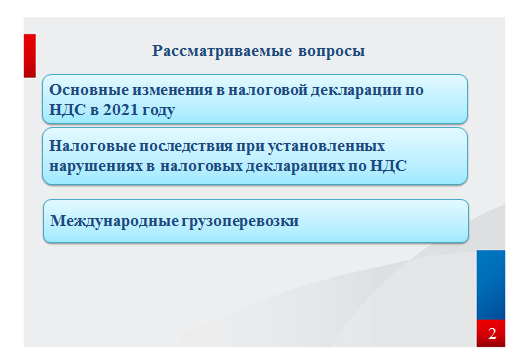 Рассматриваемые вопросы
Основные изменения в налоговой декларации по
НДС в 2021 году
Налоговые последствия при установленных
нарушениях в налоговых декларациях по НДС
Международные грузоперевозки
2